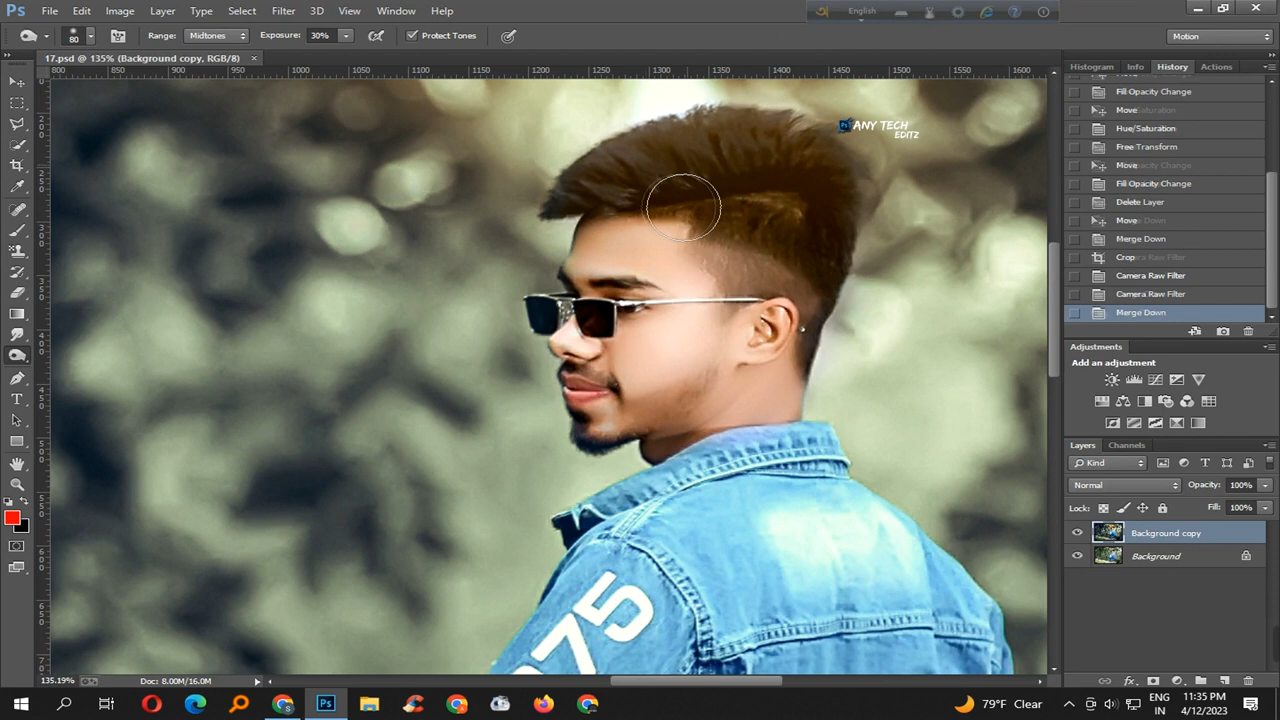 Ps File Edit Image Layer Type Select Filter 3D View Window Help
English
80 Range: Midtones Exposure: 30% Protect Tones Motion
17.psd @ 135% (Background copy, RGB/8) ×
Histogram Info History Actions
800 850 900 950 1000 1050 1100 1150 1200 1250 1300 1350 1400 1450 1500 1550 1600
Fill Opacity Change
Move
Hue/Saturation
Free Transform
Move
Fill Opacity Change
Delete Layer
Move
Merge Down
Crop
Camera Raw Filter
Camera Raw Filter
Merge Down
Ps ANY TECH
EDITZ
Adjustments
Add an adjustment
Layers Channels
Kind
Normal Opacity: 100%
Lock: Fill: 100%
Background copy
Background
975
135.19% Doc: 8.00M/16.0M
79°F Clear
ENG
IN
11:35 PM
4/12/2023